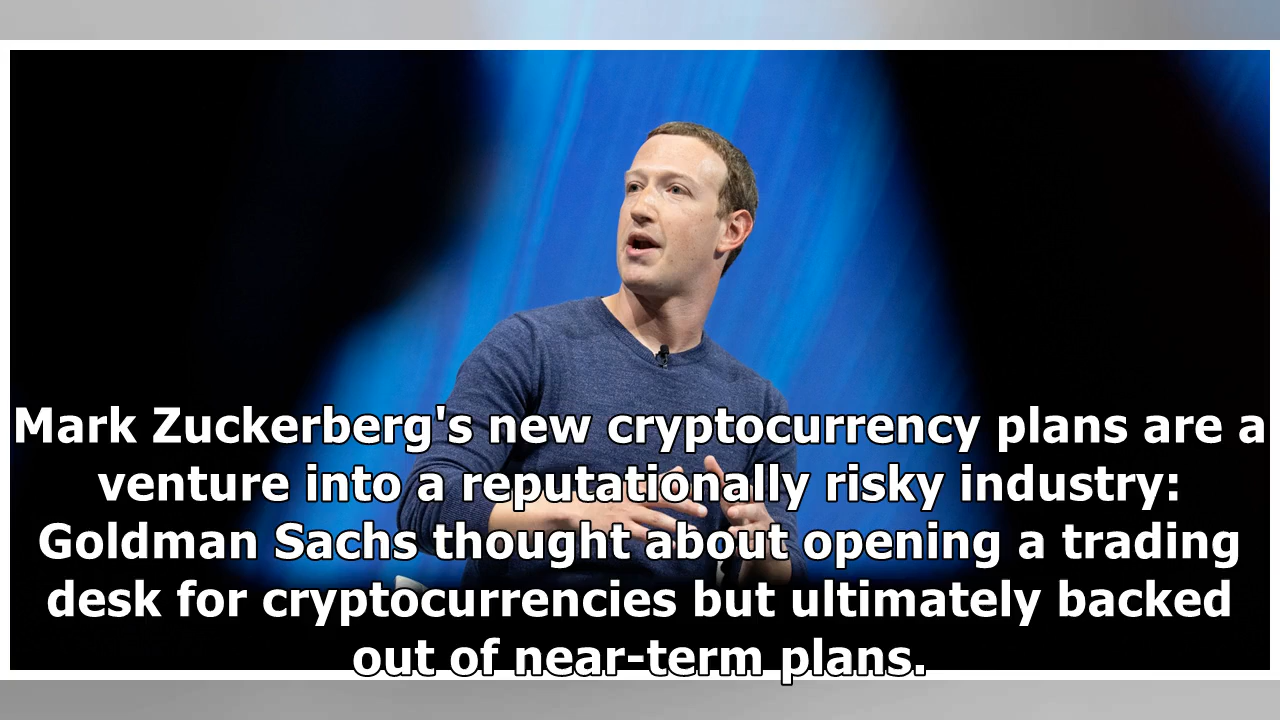 Mark Zuckerberg's new cryptocurrency plans are a
venture into a reputationally risky industry:
Goldman Sachs thought about opening a trading
desk for cryptocurrencies but ultimately backed
out of near-term plans.